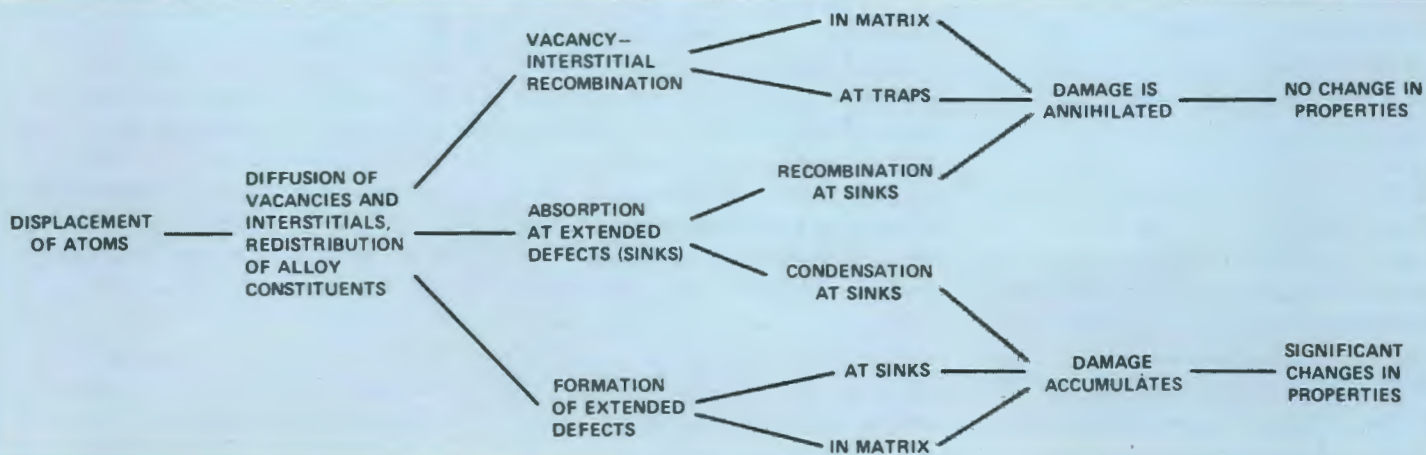 DISPLACEMENT
OF ATOMS
DIFFUSION OF
VACANCIES AND
INTERSTITIALS,
REDISTRIBUTION
OF ALLOY
CONSTITUENTS
VACANCY–
INTERSTITIAL
RECOMBINATION
ABSORPTION
AT EXTENDED
DEFECTS (SINKS)
FORMATION
OF EXTENDED
DEFECTS
IN MATRIX
AT TRAPS
RECOMBINATION
AT SINKS
CONDENSATION
AT SINKS
AT SINKS
IN MATRIX
DAMAGE IS
ANNIHILATED
DAMAGE
ACCUMULATES
NO CHANGE IN
PROPERTIES
SIGNIFICANT
CHANGES IN
PROPERTIES